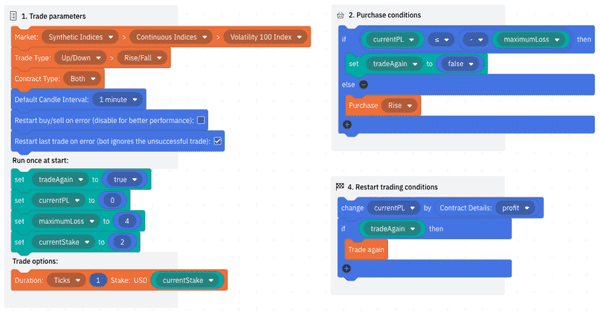 1. Trade parameters
Market: Synthetic Indices > Continuous Indices > Volatility 100 Index
Trade Type: Up/Down > Rise/Fall
Contract Type: Both
Default Candle Interval: 1 minute
Restart buy/sell on error (disable for better performance):
Restart last trade on error (bot ignores the unsuccessful trade):
Run once at start:
set tradeAgain to true
set currentPL to 0
set maximumLoss to 4
set currentStake to 2
Trade options:
Duration: Ticks 1 Stake: USD currentStake
2. Purchase conditions
if currentPL ≤ - maximumLoss then
set tradeAgain to false
else
Purchase Rise
4. Restart trading conditions
change currentPL by Contract Details: profit
if tradeAgain then
Trade again